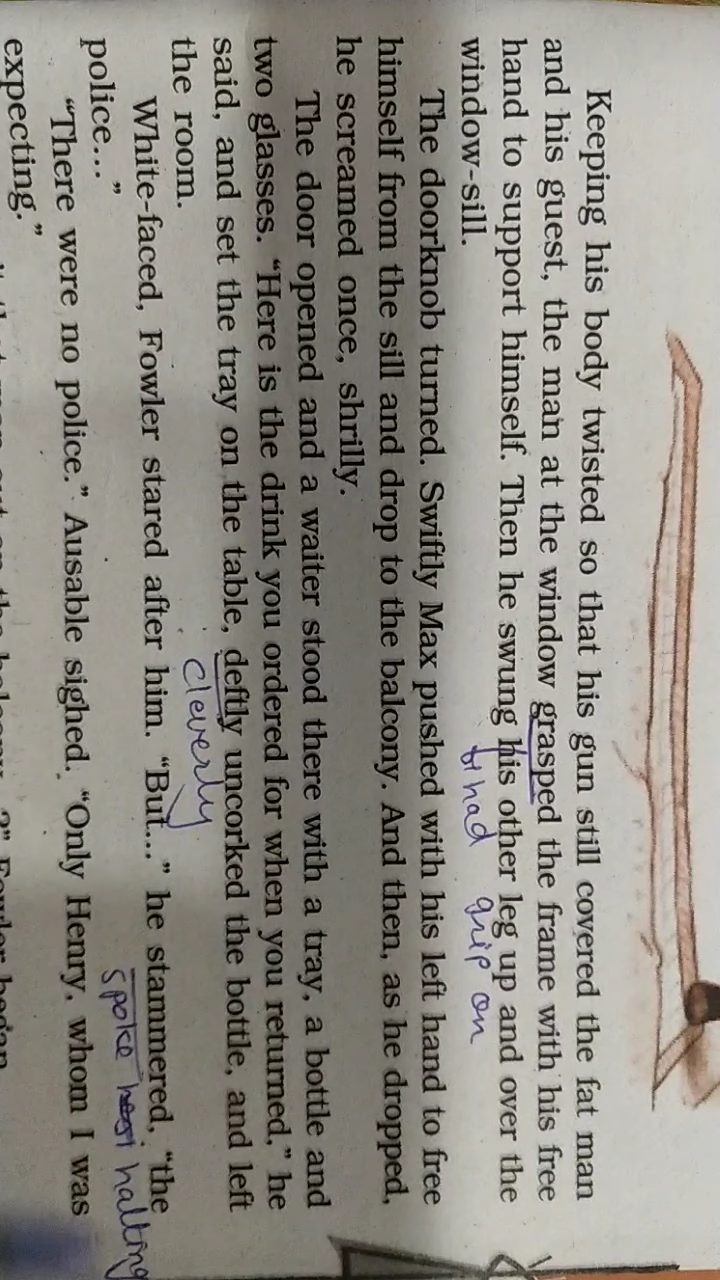 Keeping his body twisted so that his gun still covered the fat man
and his guest, the man at the window grasped the frame with his free
hand to support himself. Then he swung his other leg up and over the
had grip on
window-sill.
The doorknob turned. Swiftly Max pushed with his left hand to free
himself from the sill and drop to the balcony. And then, as he dropped,
he screamed once, shrilly.
The door opened and a waiter stood there with a tray, a bottle and
two glasses. “Here is the drink you ordered for when you returned,” he
said, and set the tray on the table, deftly uncorked the bottle, and left
cleverly
the room.
White-faced, Fowler stared after him. “But...” he stammered, “the
spoke halting
police...”
“There were no police.” Ausable sighed. “Only Henry, whom I was
expecting.”